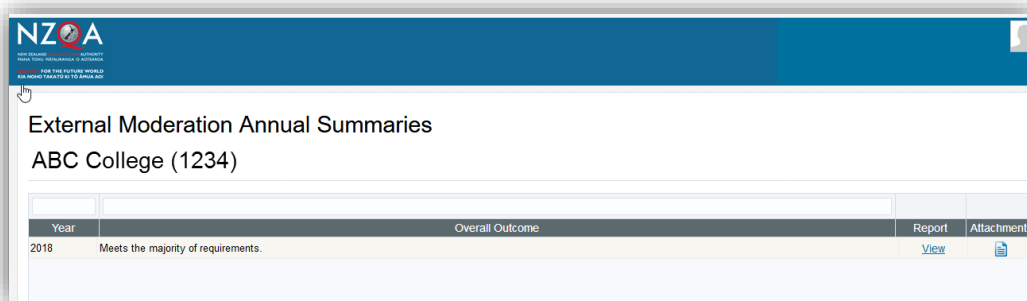 NZQA
NEW ZEALAND QUALIFICATIONS AUTHORITY
MANA TOHU MĀTAURANGA O AOTEAROA
FOR THE FUTURE WORLD
KIA NOHO TAKATŪ KI TŌ ĀMUA AO!
External Moderation Annual Summaries
ABC College (1234)
Year Overall Outcome Report Attachment
2018 Meets the majority of requirements. View